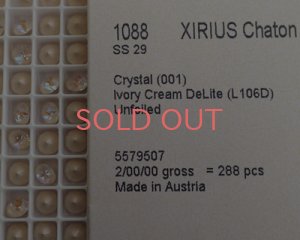 1088 XIRIUS Chaton
SS 29
Crystal (001)
Ivory Cream DeLite (L106D)
Unfoiled
SOLD OUT
5579507
2/00/00 gross = 288 pcs
Made in Austria